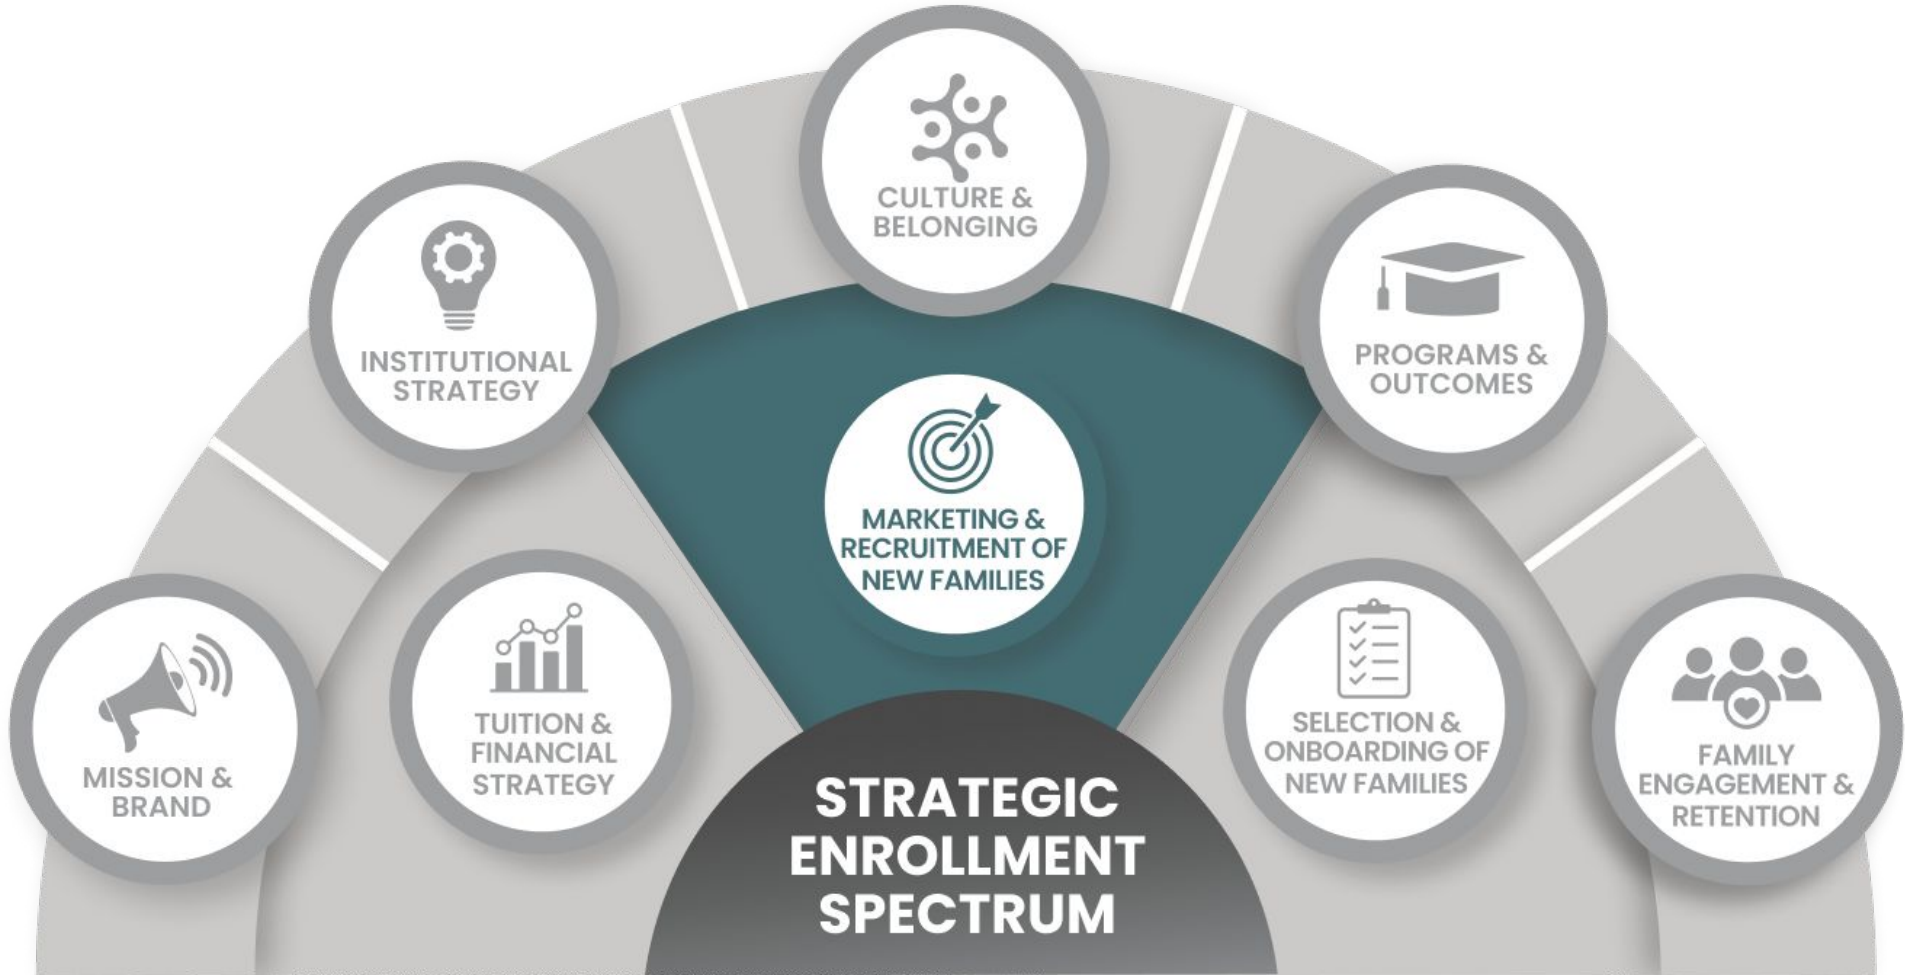 CULTURE &
BELONGING
INSTITUTIONAL
STRATEGY
PROGRAMS &
OUTCOMES
MARKETING &
RECRUITMENT OF
NEW FAMILIES
MISSION &
BRAND
TUITION &
FINANCIAL
STRATEGY
SELECTION &
ONBOARDING OF
NEW FAMILIES
FAMILY
ENGAGEMENT &
RETENTION
STRATEGIC
ENROLLMENT
SPECTRUM